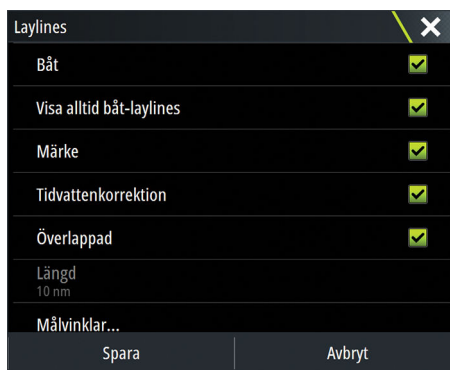 Laylines
Båt
Visa alltid båt-laylines
Märke
Tidvattenkorrektion
Överlappad
Längd
10 nm
Målvinklar...
Spara
Avbryt